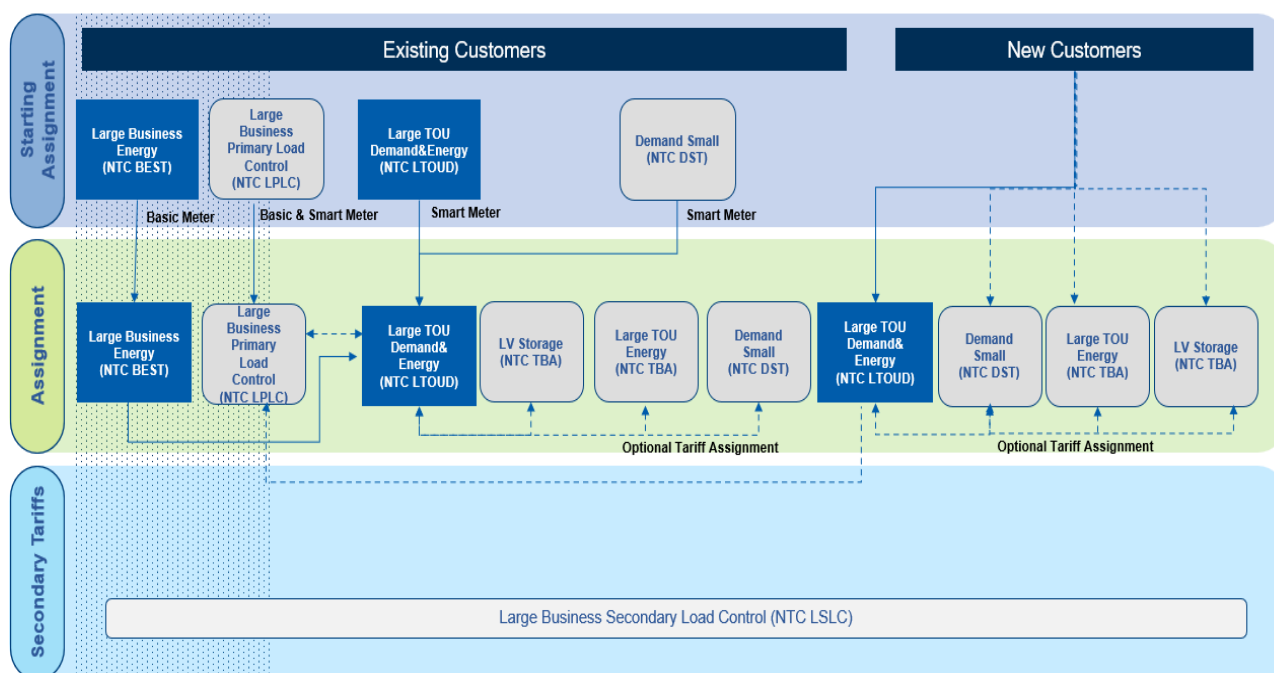 Starting
Assignment
Existing Customers
New Customers
Large Business
Energy
(NTC BEST)
Large
Business
Primary Load
Control
(NTC LPLC)
Large TOU
Demand&Energy
(NTC LTOUD)
Demand Small
(NTC DST)
Basic Meter
Basic & Smart Meter
Smart Meter
Smart Meter
Assignment
Large Business
Energy
(NTC BEST)
Large
Business
Primary
Load
Control
(NTC LPLC)
Large TOU
Demand&
Energy
(NTC LTOUD)
LV Storage
(NTC TBA)
Large TOU
Energy
(NTC TBA)
Demand
Small
(NTC DST)
Large TOU
Demand&
Energy
(NTC LTOUD)
Demand
Small
(NTC DST)
Large TOU
Energy
(NTC TBA)
LV Storage
(NTC TBA)
Optional Tariff Assignment
Optional Tariff Assignment
Secondary Tariffs
Large Business Secondary Load Control (NTC LSLC)